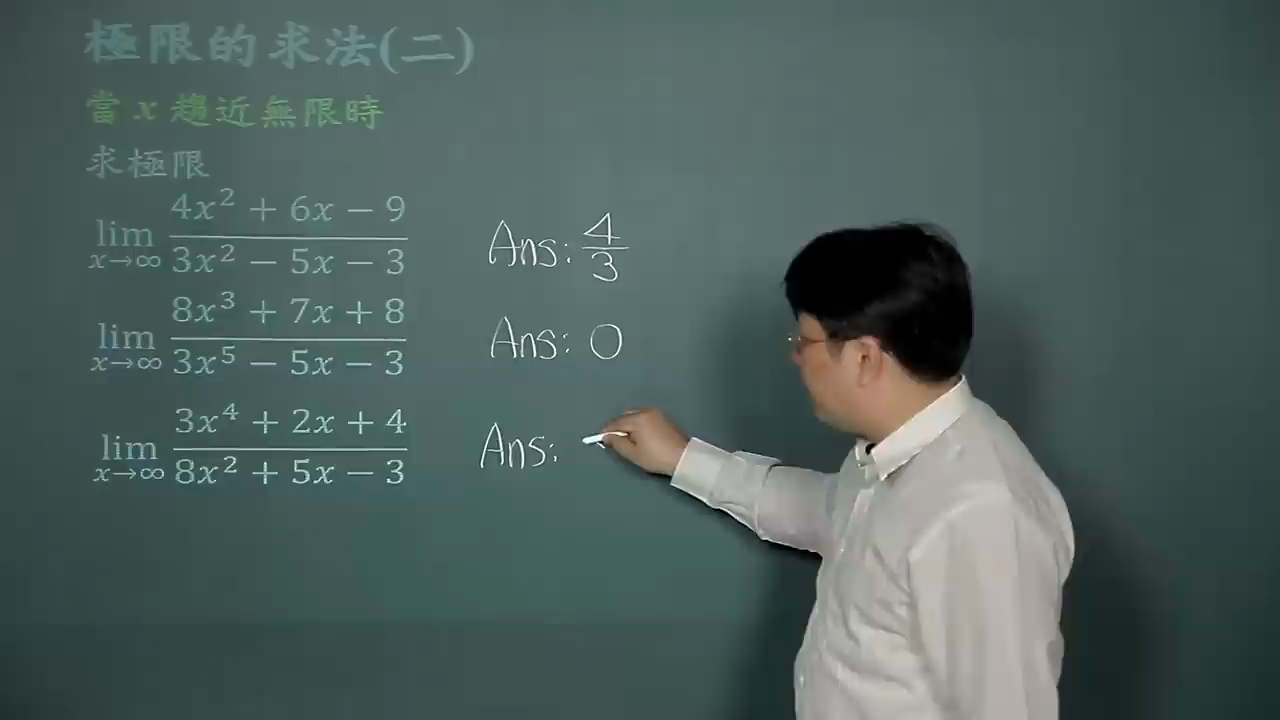 極限的求法(二)
當 x 趨近無限時
求極限
lim x→∞ (4x² + 6x − 9)/(3x² − 5x − 3) Ans: 4/3
lim x→∞ (8x³ + 7x + 8)/(3x⁵ − 5x − 3) Ans: 0
lim x→∞ (3x⁴ + 2x + 4)/(8x² + 5x − 3) Ans: